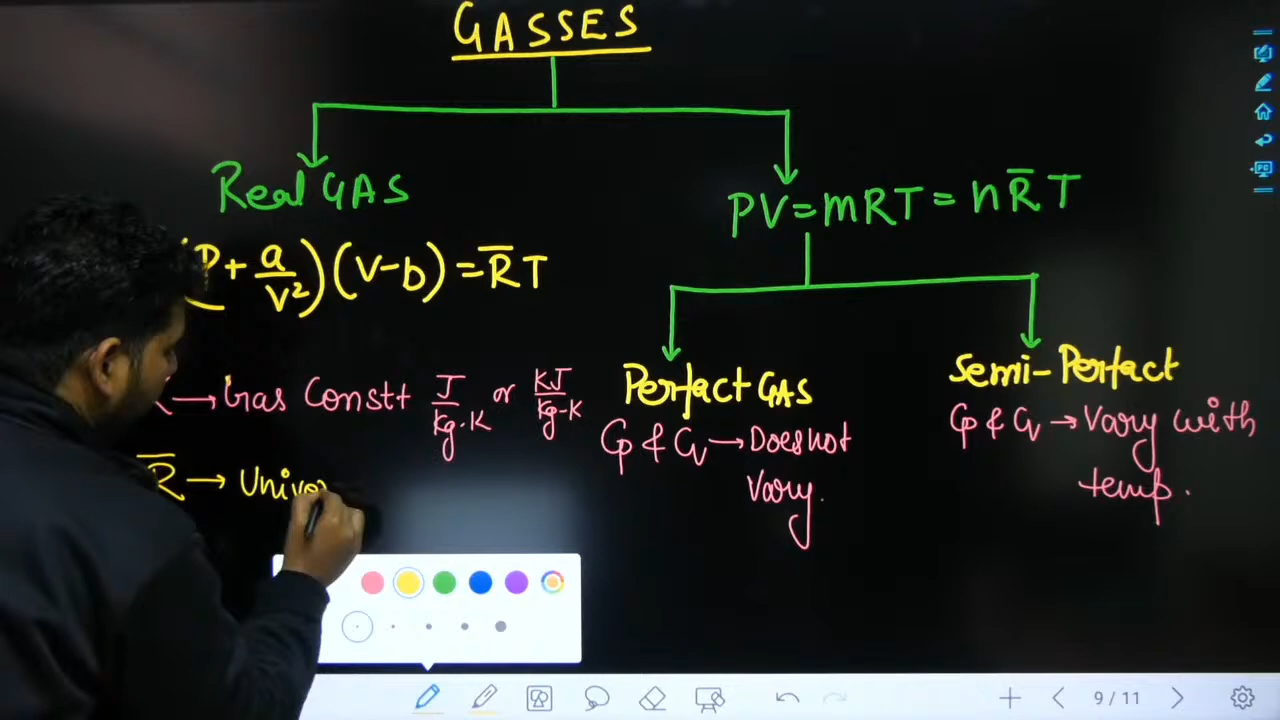 GASSES
Real GAS
PV = mRT = nR̅T
(P + a/v²)(v-b) = R̅T
Perfect GAS
Semi-Perfect
R → Gas Constt J/kg.K or KJ/kg-K
Cp & Cv → Does not
vary.
Cp & Cv → Vary with
temp.
R̅ → Univer
PC
9 / 11